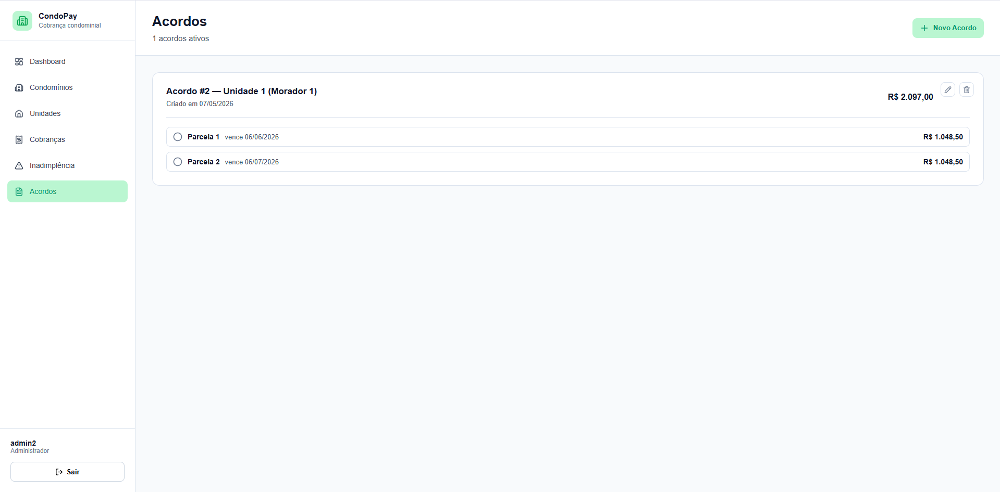 CondoPay
Cobrança condominial
Dashboard
Condomínios
Unidades
Cobranças
Inadimplência
Acordos
admin2
Administrador
Sair
Acordos
1 acordos ativos
Novo Acordo
Acordo #2 — Unidade 1 (Morador 1)
Criado em 07/05/2026
R$ 2.097,00
Parcela 1 vence 06/06/2026 R$ 1.048,50
Parcela 2 vence 06/07/2026 R$ 1.048,50